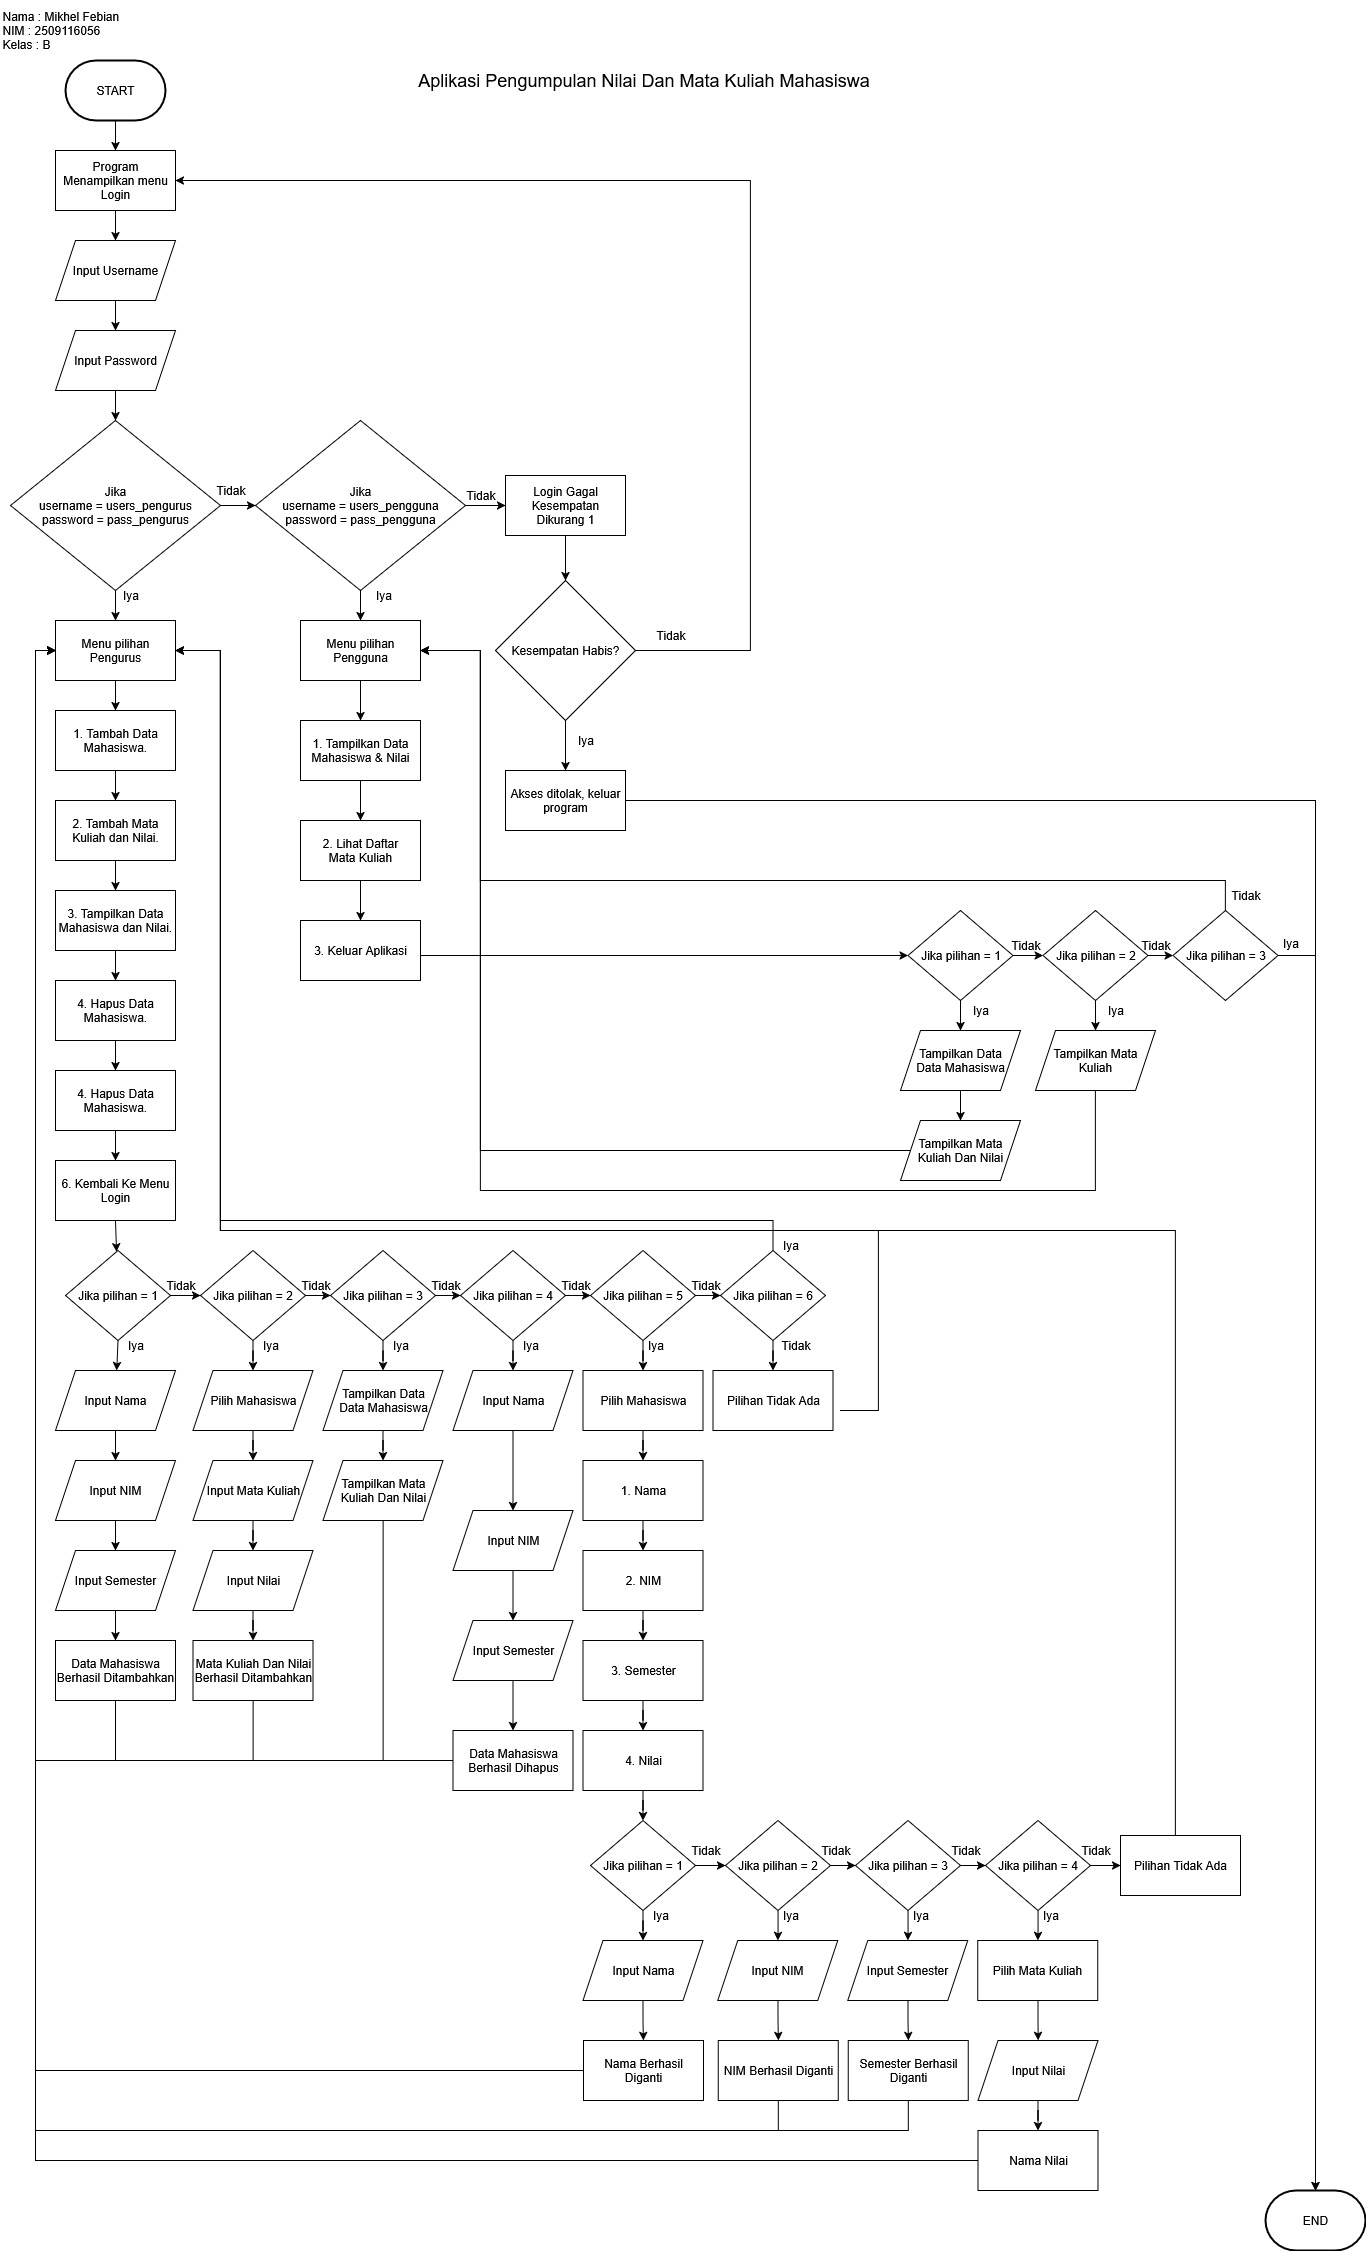 Nama : Mikhel Febian
NIM : 2509116056
Kelas : B
Aplikasi Pengumpulan Nilai Dan Mata Kuliah Mahasiswa
START
Program
Menampilkan menu
Login
Input Username
Input Password
Jika
username = users_pengurus
password = pass_pengurus
Tidak
Jika
username = users_pengguna
password = pass_pengguna
Tidak
Login Gagal
Kesempatan
Dikurang 1
Iya
Iya
Kesempatan Habis?
Tidak
Iya
Akses ditolak, keluar
program
Menu pilihan
Pengurus
1. Tambah Data
Mahasiswa.
2. Tambah Mata
Kuliah dan Nilai.
3. Tampilkan Data
Mahasiswa dan Nilai.
4. Hapus Data
Mahasiswa.
4. Hapus Data
Mahasiswa.
6. Kembali Ke Menu
Login
Menu pilihan
Pengguna
1. Tampilkan Data
Mahasiswa & Nilai
2. Lihat Daftar
Mata Kuliah
3. Keluar Aplikasi
Jika pilihan = 1
Tidak
Jika pilihan = 2
Tidak
Jika pilihan = 3
Tidak
Iya
Iya
Iya
Tampilkan Data
Data Mahasiswa
Tampilkan Mata
Kuliah
Tampilkan Mata
Kuliah Dan Nilai
Jika pilihan = 1
Tidak
Jika pilihan = 2
Tidak
Jika pilihan = 3
Tidak
Jika pilihan = 4
Tidak
Jika pilihan = 5
Tidak
Jika pilihan = 6
Iya
Iya
Iya
Iya
Iya
Iya
Tidak
Input Nama
Input NIM
Input Semester
Data Mahasiswa
Berhasil Ditambahkan
Pilih Mahasiswa
Input Mata Kuliah
Input Nilai
Mata Kuliah Dan Nilai
Berhasil Ditambahkan
Tampilkan Data
Data Mahasiswa
Tampilkan Mata
Kuliah Dan Nilai
Input Nama
Input NIM
Input Semester
Data Mahasiswa
Berhasil Dihapus
Pilih Mahasiswa
1. Nama
2. NIM
3. Semester
4. Nilai
Pilihan Tidak Ada
Jika pilihan = 1
Tidak
Jika pilihan = 2
Tidak
Jika pilihan = 3
Tidak
Jika pilihan = 4
Tidak
Pilihan Tidak Ada
Iya
Iya
Iya
Iya
Input Nama
Input NIM
Input Semester
Pilih Mata Kuliah
Nama Berhasil
Diganti
NIM Berhasil Diganti
Semester Berhasil
Diganti
Input Nilai
Nama Nilai
END